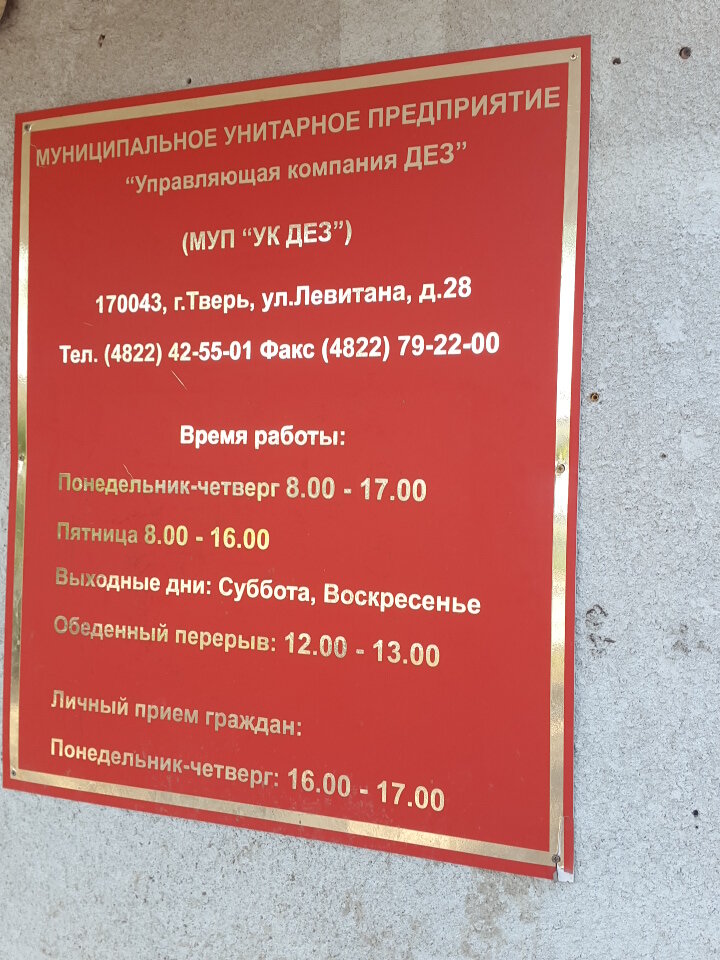 МУНИЦИПАЛЬНОЕ УНИТАРНОЕ ПРЕДПРИЯТИЕ
“Управляющая компания ДЕЗ”
(МУП “УК ДЕЗ”)
170043, г.Тверь, ул.Левитана, д.28
Тел. (4822) 42-55-01 Факс (4822) 79-22-00
Время работы:
Понедельник-четверг 8.00 - 17.00
Пятница 8.00 - 16.00
Выходные дни: Суббота, Воскресенье
Обеденный перерыв: 12.00 - 13.00
Личный прием граждан:
Понедельник-четверг: 16.00 - 17.00